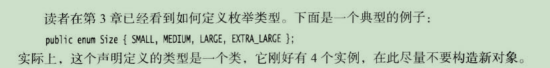 读者在第 3 章已经看到如何定义枚举类型。下面是一个典型的例子：
public enum Size { SMALL, MEDIUM, LARGE, EXTRA_LARGE };
实际上，这个声明定义的类型是一个类，它刚好有 4 个实例，在此尽量不要构造新对象。